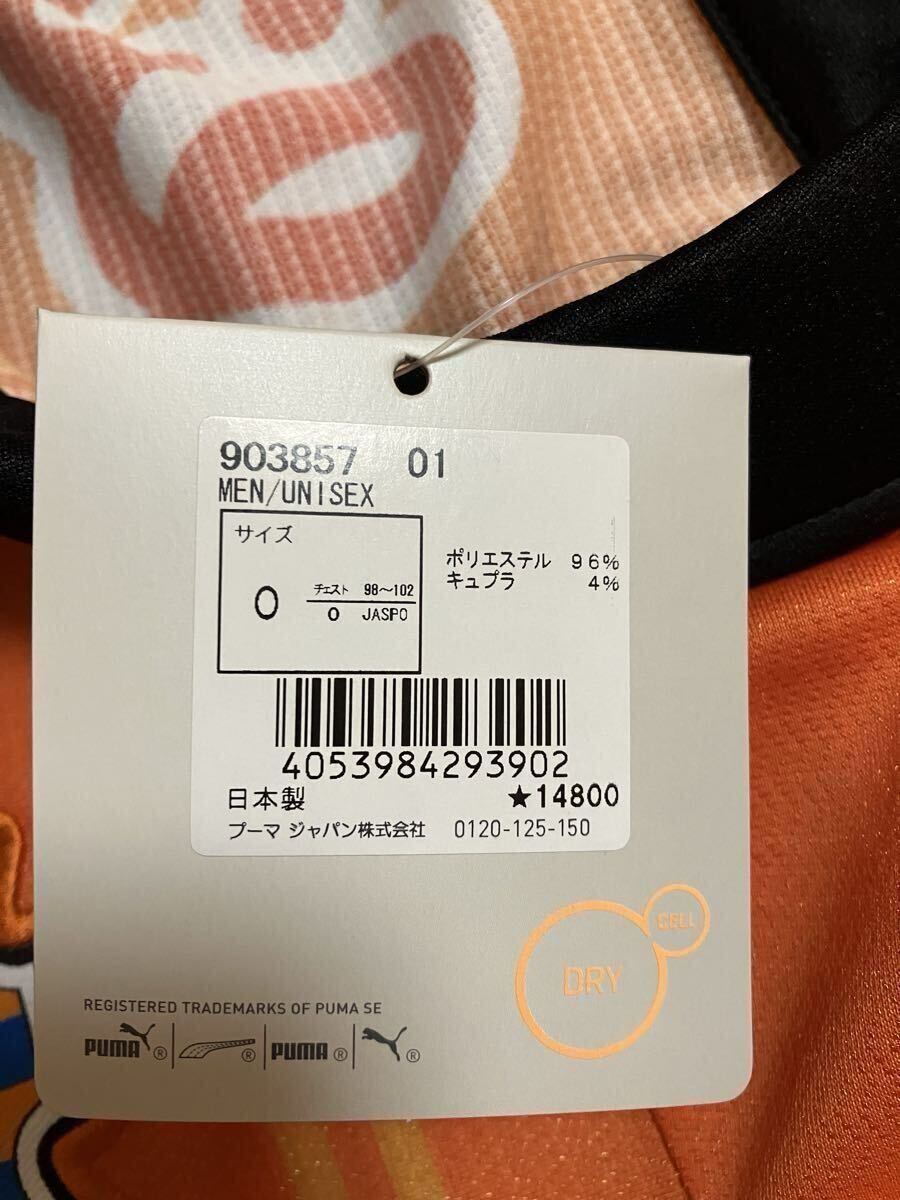 903857 01
MEN/UNISEX
サイズ
O チェスト 98～102
O JASPO
ポリエステル 96%
キュプラ 4%
4053984293902
日本製 ★14800
プーマ ジャパン株式会社 0120-125-150
CELL
DRY
REGISTERED TRADEMARKS OF PUMA SE
PUMA® ® PUMA® ®